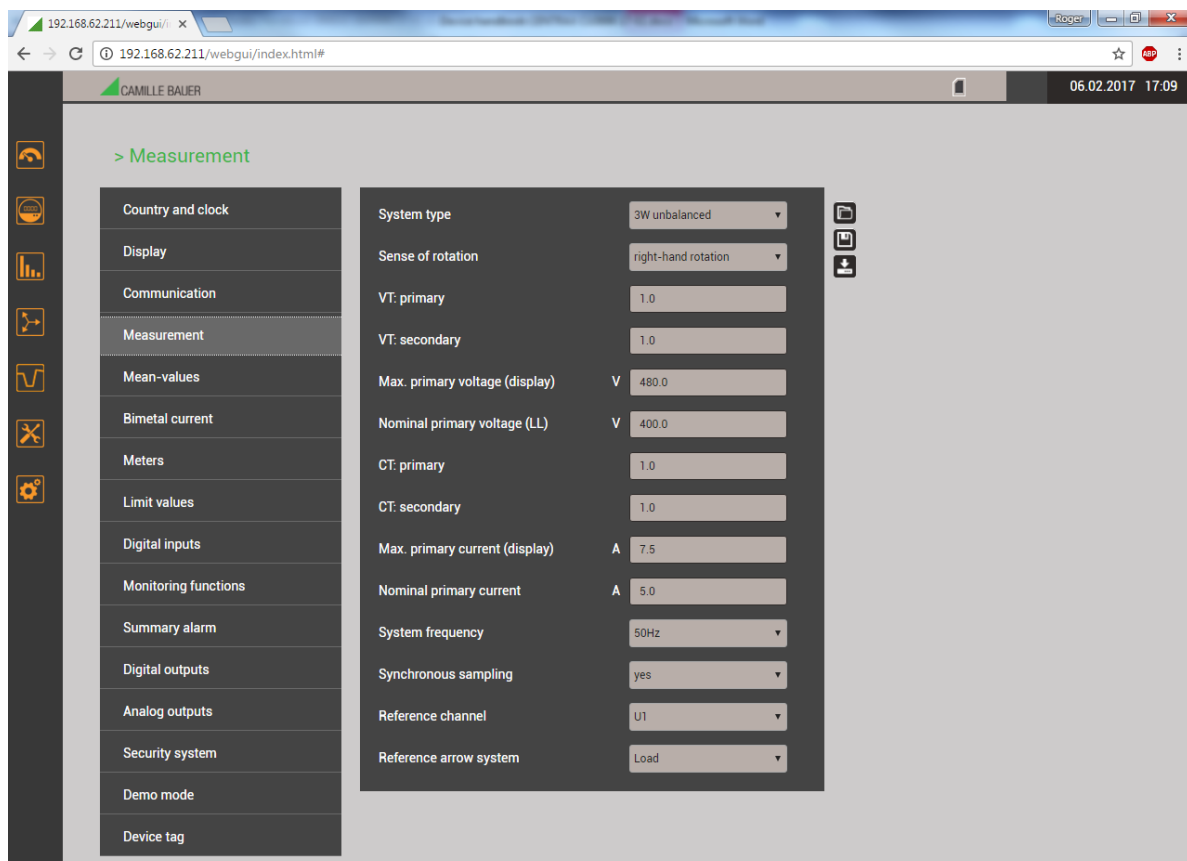 192.168.62.211/webgui/i
Roger
192.168.62.211/webgui/index.html#
ABP
CAMILLE BAUER
06.02.2017 17:09
> Measurement
Country and clock
Display
Communication
Measurement
Mean-values
Bimetal current
Meters
Limit values
Digital inputs
Monitoring functions
Summary alarm
Digital outputs
Analog outputs
Security system
Demo mode
Device tag
System type 3W unbalanced
Sense of rotation right-hand rotation
VT: primary 1.0
VT: secondary 1.0
Max. primary voltage (display) V 480.0
Nominal primary voltage (LL) V 400.0
CT: primary 1.0
CT: secondary 1.0
Max. primary current (display) A 7.5
Nominal primary current A 5.0
System frequency 50Hz
Synchronous sampling yes
Reference channel U1
Reference arrow system Load